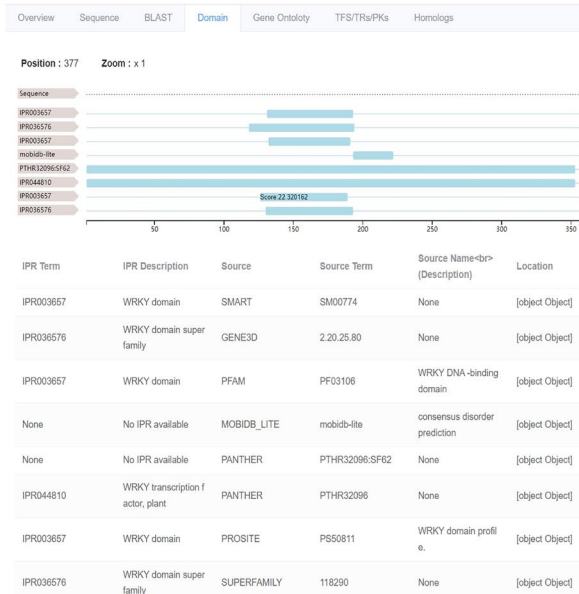 Overview Sequence BLAST Domain Gene Ontoloty TFS/TRs/PKs Homologs
Position : 377 Zoom : x 1
Sequence
IPR003657
IPR036576
IPR003657
mobidb-lite
PTHR32096:SF62
IPR044810
IPR003657 Score:22.320162
IPR036576
50 100 150 200 250 300 350
IPR Term IPR Description Source Source Term Source Name<br> (Description) Location
IPR003657 WRKY domain SMART SM00774 None [object Object]
IPR036576 WRKY domain super family GENE3D 2.20.25.80 None [object Object]
IPR003657 WRKY domain PFAM PF03106 WRKY DNA -binding domain [object Object]
None No IPR available MOBIDB_LITE mobidb-lite consensus disorder prediction [object Object]
None No IPR available PANTHER PTHR32096:SF62 None [object Object]
IPR044810 WRKY transcription f actor, plant PANTHER PTHR32096 None [object Object]
IPR003657 WRKY domain PROSITE PS50811 WRKY domain profil e. [object Object]
IPR036576 WRKY domain super family SUPERFAMILY 118290 None [object Object]